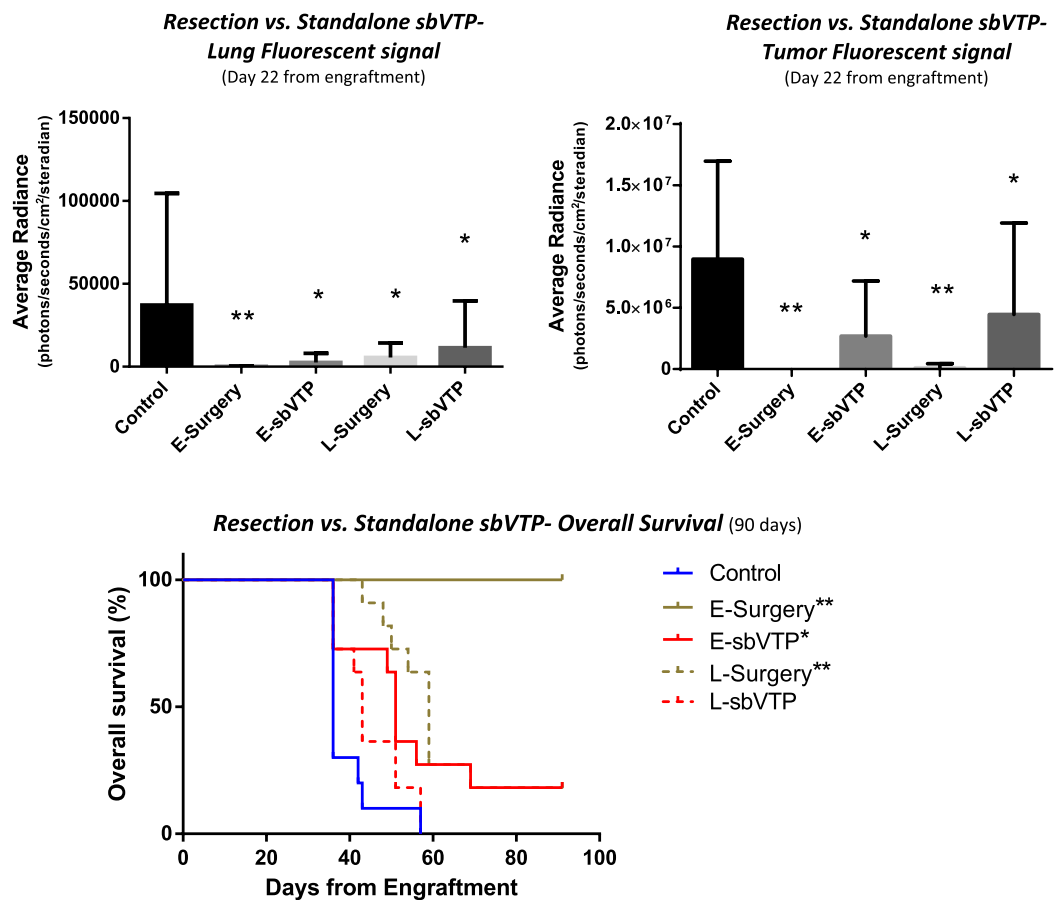 Resection vs. Standalone sbVTP-
Lung Fluorescent signal
(Day 22 from engraftment)
Average Radiance
(photons/seconds/cm²/steradian)
150000
100000
50000
0
Control
E-Surgery
E-sbVTP
L-Surgery
L-sbVTP
**
*
*
*
Resection vs. Standalone sbVTP-
Tumor Fluorescent signal
(Day 22 from engraftment)
Average Radiance
(photons/seconds/cm²/steradian)
2.0×10⁷
1.5×10⁷
1.0×10⁷
5.0×10⁶
0
Control
E-Surgery
E-sbVTP
L-Surgery
L-sbVTP
**
*
**
*
Resection vs. Standalone sbVTP- Overall Survival (90 days)
Overall survival (%)
100
50
0
0 20 40 60 80 100
Days from Engraftment
Control
E-Surgery**
E-sbVTP*
L-Surgery**
L-sbVTP